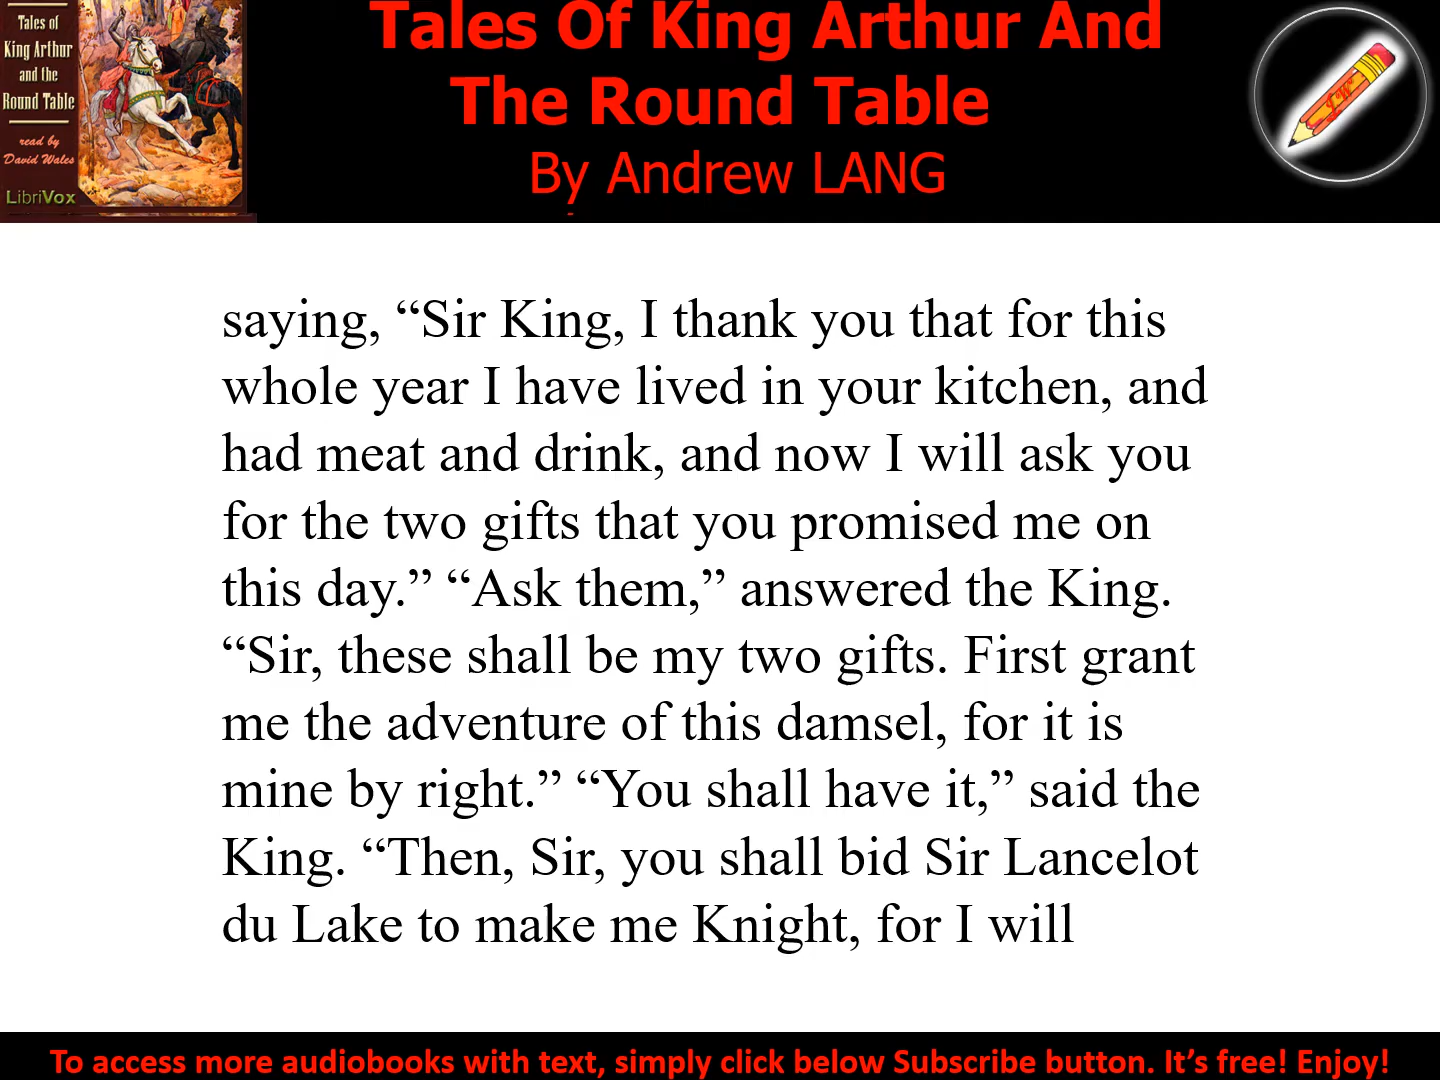 Tales of
King Arthur
and the
Round Table
read by
David Wales
LibriVox
Tales Of King Arthur And
The Round Table
By Andrew LANG
saying, “Sir King, I thank you that for this
whole year I have lived in your kitchen, and
had meat and drink, and now I will ask you
for the two gifts that you promised me on
this day.” “Ask them,” answered the King.
“Sir, these shall be my two gifts. First grant
me the adventure of this damsel, for it is
mine by right.” “You shall have it,” said the
King. “Then, Sir, you shall bid Sir Lancelot
du Lake to make me Knight, for I will
To access more audiobooks with text, simply click below Subscribe button. It’s free! Enjoy!